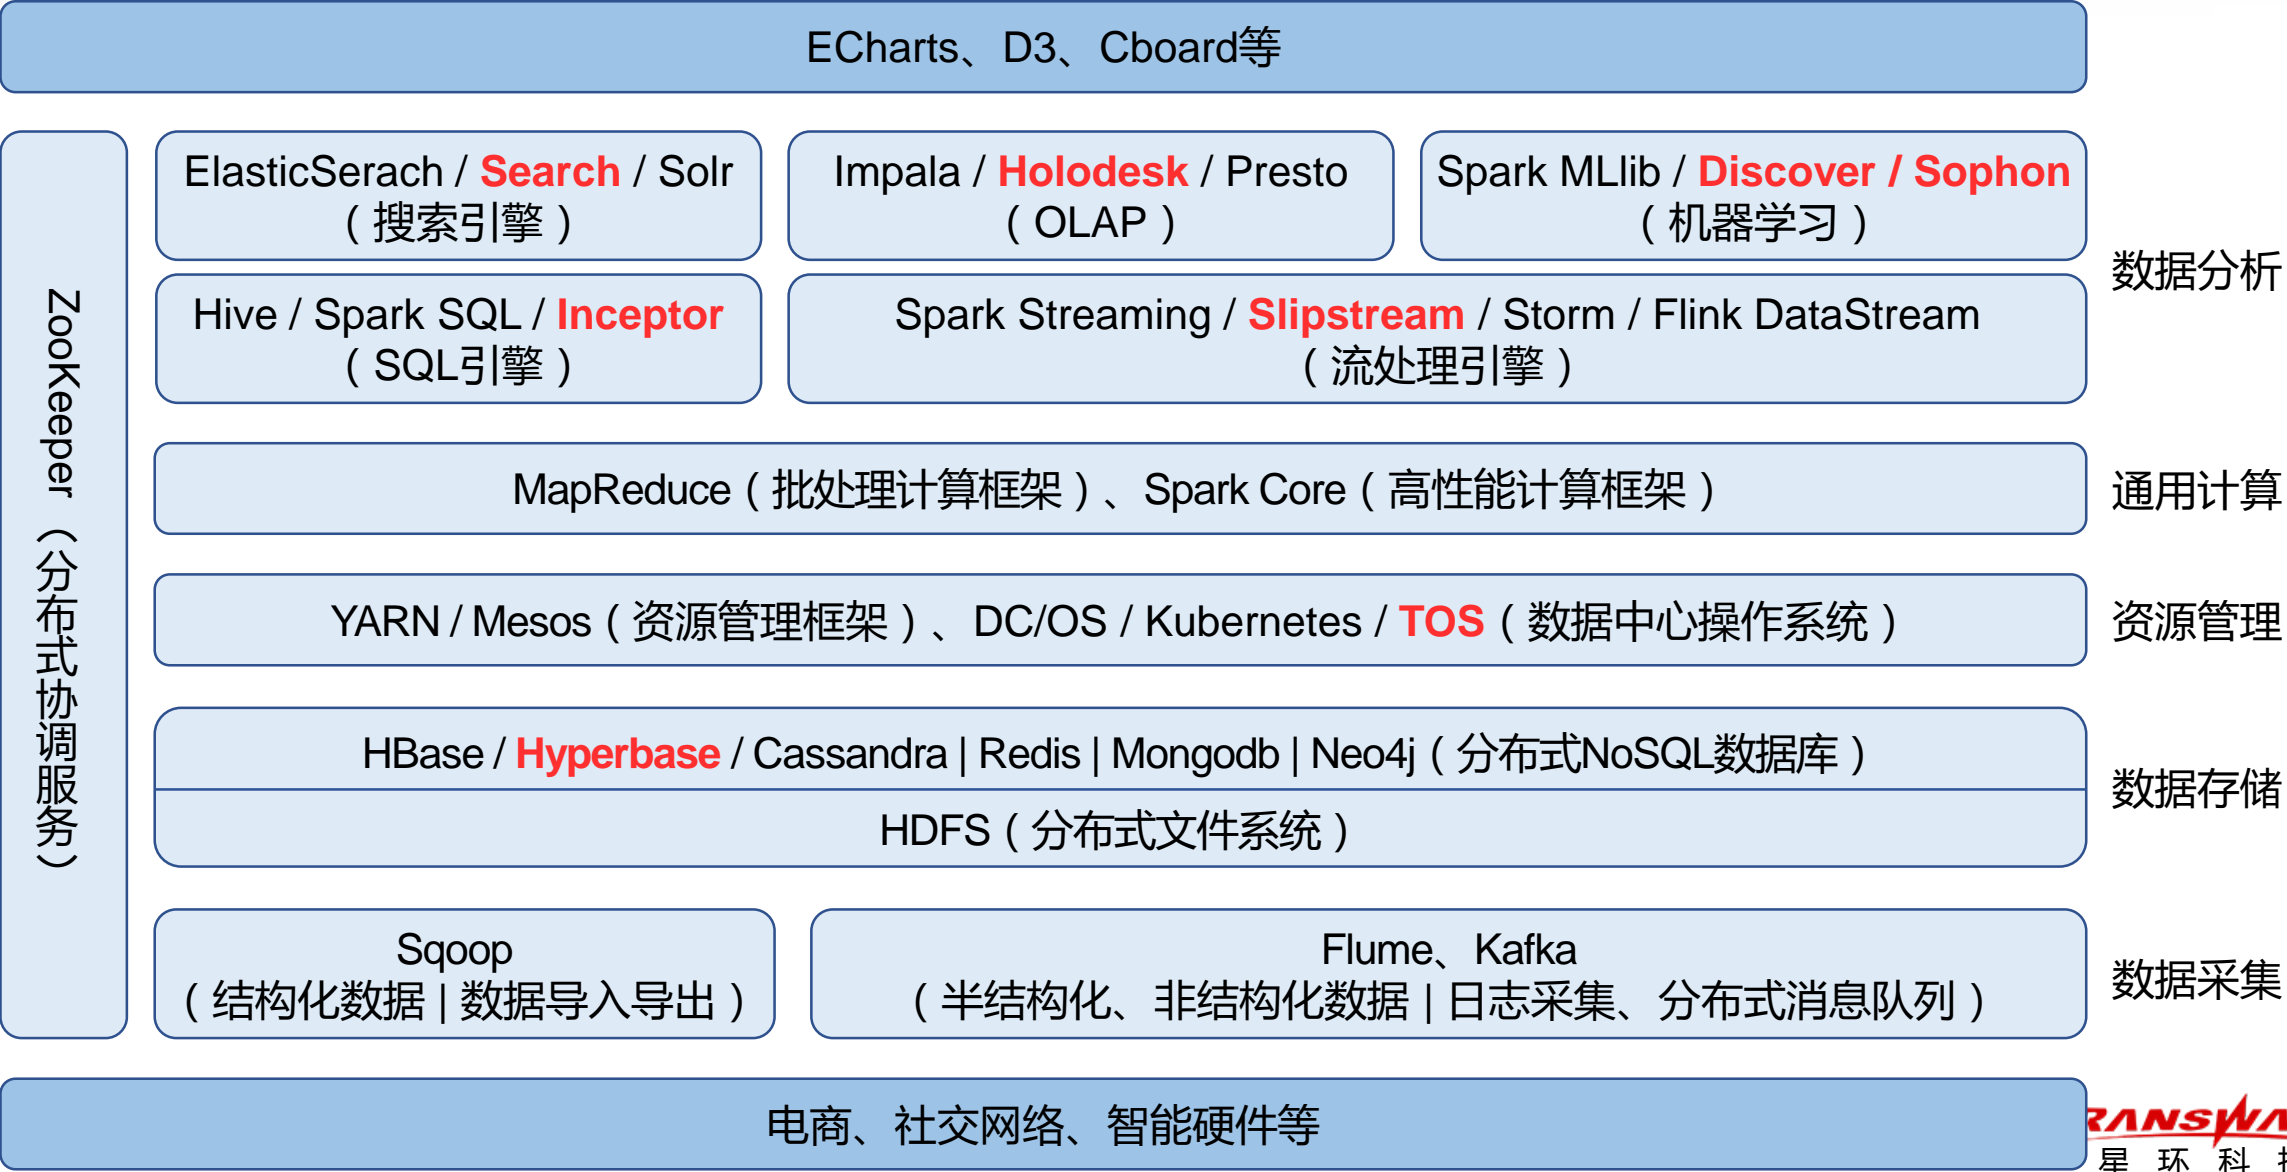 ECharts、D3、Cboard等
ElasticSerach / Search / Solr
（搜索引擎）
Impala / Holodesk / Presto
（OLAP）
Spark MLlib / Discover / Sophon
（机器学习）
Hive / Spark SQL / Inceptor
（SQL引擎）
Spark Streaming / Slipstream / Storm / Flink DataStream
（流处理引擎）
数据分析
ZooKeeper（分布式协调服务）
MapReduce（批处理计算框架）、Spark Core（高性能计算框架）
通用计算
YARN / Mesos（资源管理框架）、DC/OS / Kubernetes / TOS（数据中心操作系统）
资源管理
HBase / Hyperbase / Cassandra | Redis | Mongodb | Neo4j（分布式NoSQL数据库）
HDFS（分布式文件系统）
数据存储
Sqoop
（结构化数据 | 数据导入导出）
Flume、Kafka
（半结构化、非结构化数据 | 日志采集、分布式消息队列）
数据采集
电商、社交网络、智能硬件等
RANSWA
星环科